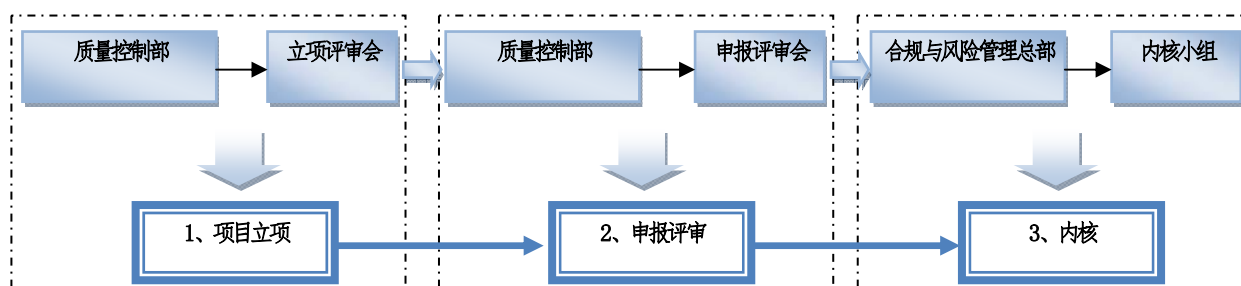 质量控制部
立项评审会
质量控制部
申报评审会
合规与风险管理总部
内核小组
1、项目立项
2、申报评审
3、内核